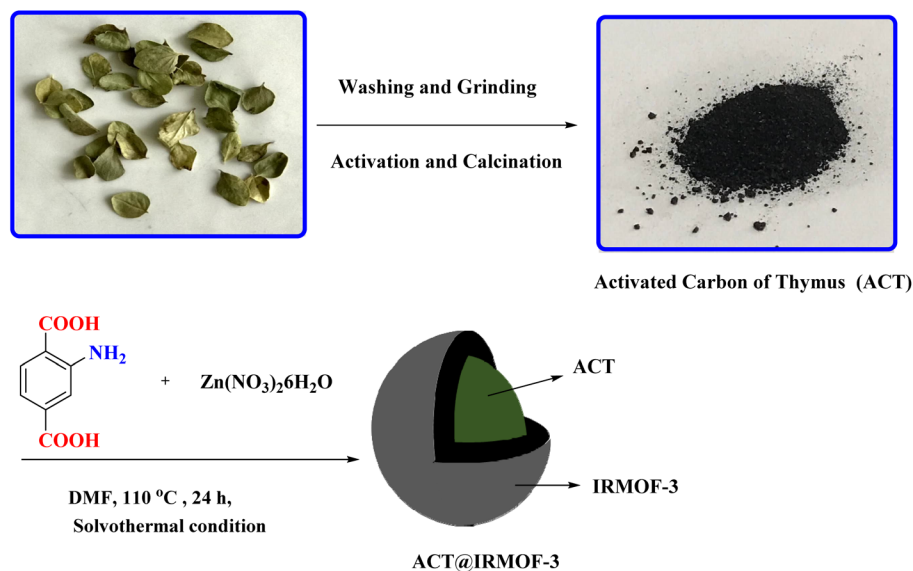 Washing and Grinding
Activation and Calcination
Activated Carbon of Thymus (ACT)
COOH
NH₂
+
Zn(NO₃)₂6H₂O
COOH
DMF, 110 °C , 24 h,
Solvothermal condition
ACT
IRMOF-3
ACT@IRMOF-3